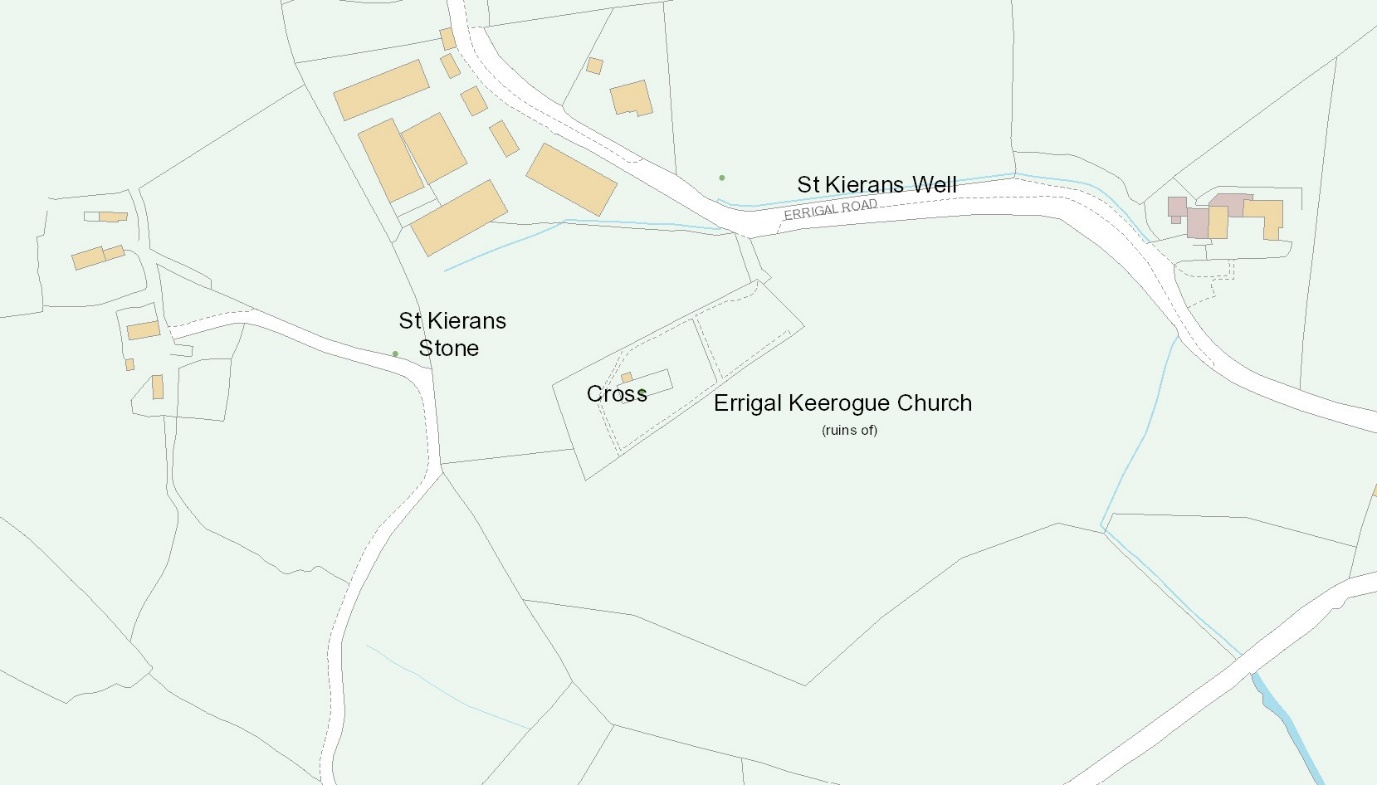 St Kierans Well
ERRIGAL ROAD
St Kierans
Stone
Cross
Errigal Keerogue Church
(ruins of)